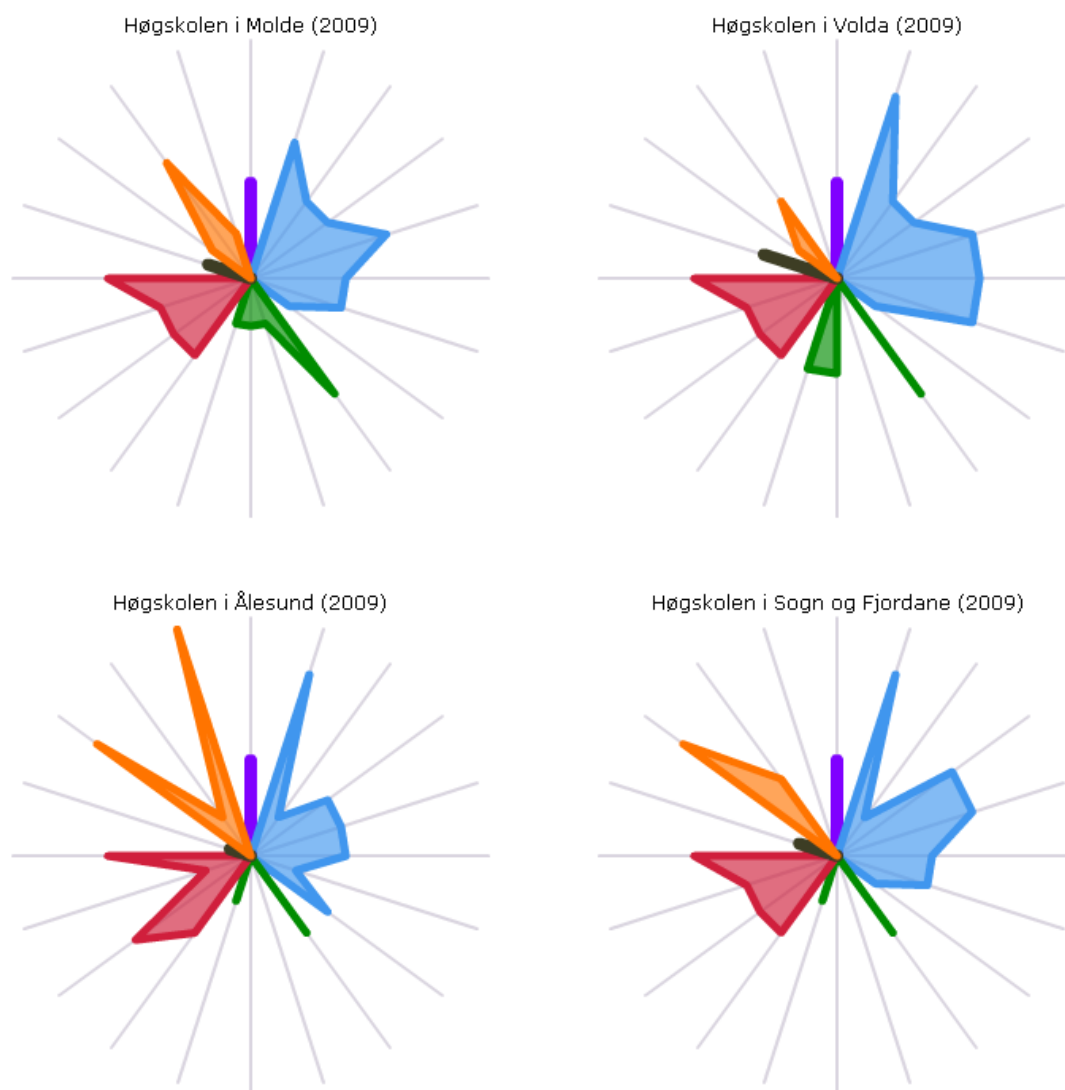 Høgskolen i Molde (2009)
Høgskolen i Volda (2009)
Høgskolen i Ålesund (2009)
Høgskolen i Sogn og Fjordane (2009)